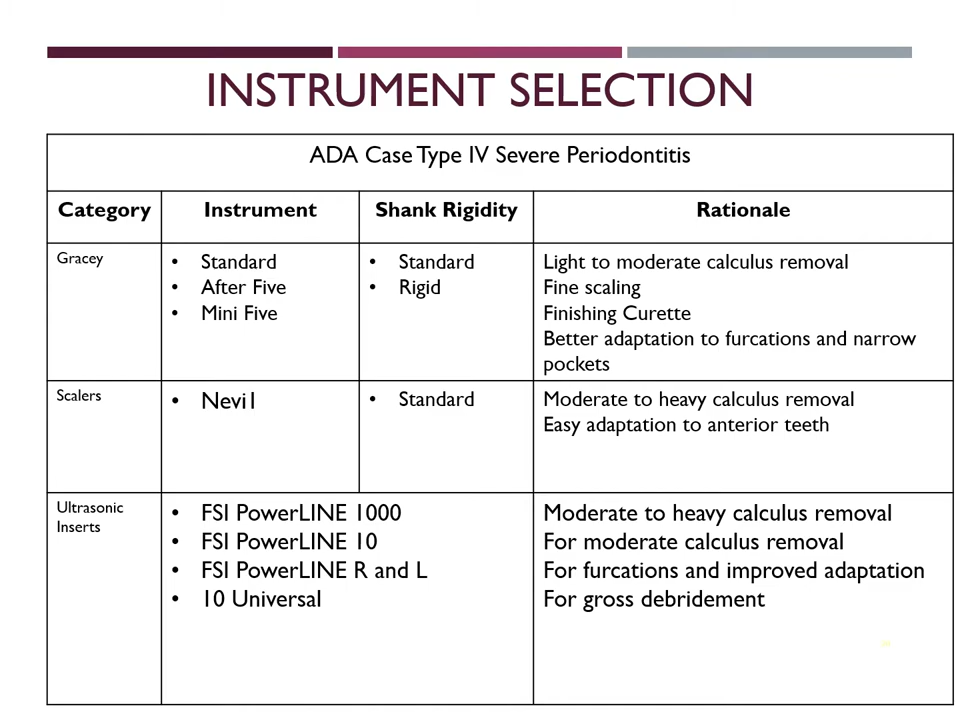 INSTRUMENT SELECTION
ADA Case Type IV Severe Periodontitis
Category Instrument Shank Rigidity Rationale
Gracey
• Standard
• After Five
• Mini Five
• Standard
• Rigid
Light to moderate calculus removal
Fine scaling
Finishing Curette
Better adaptation to furcations and narrow
pockets
Scalers
• Nevi1
• Standard
Moderate to heavy calculus removal
Easy adaptation to anterior teeth
Ultrasonic
Inserts
• FSI PowerLINE 1000
• FSI PowerLINE 10
• FSI PowerLINE R and L
• 10 Universal
Moderate to heavy calculus removal
For moderate calculus removal
For furcations and improved adaptation
For gross debridement